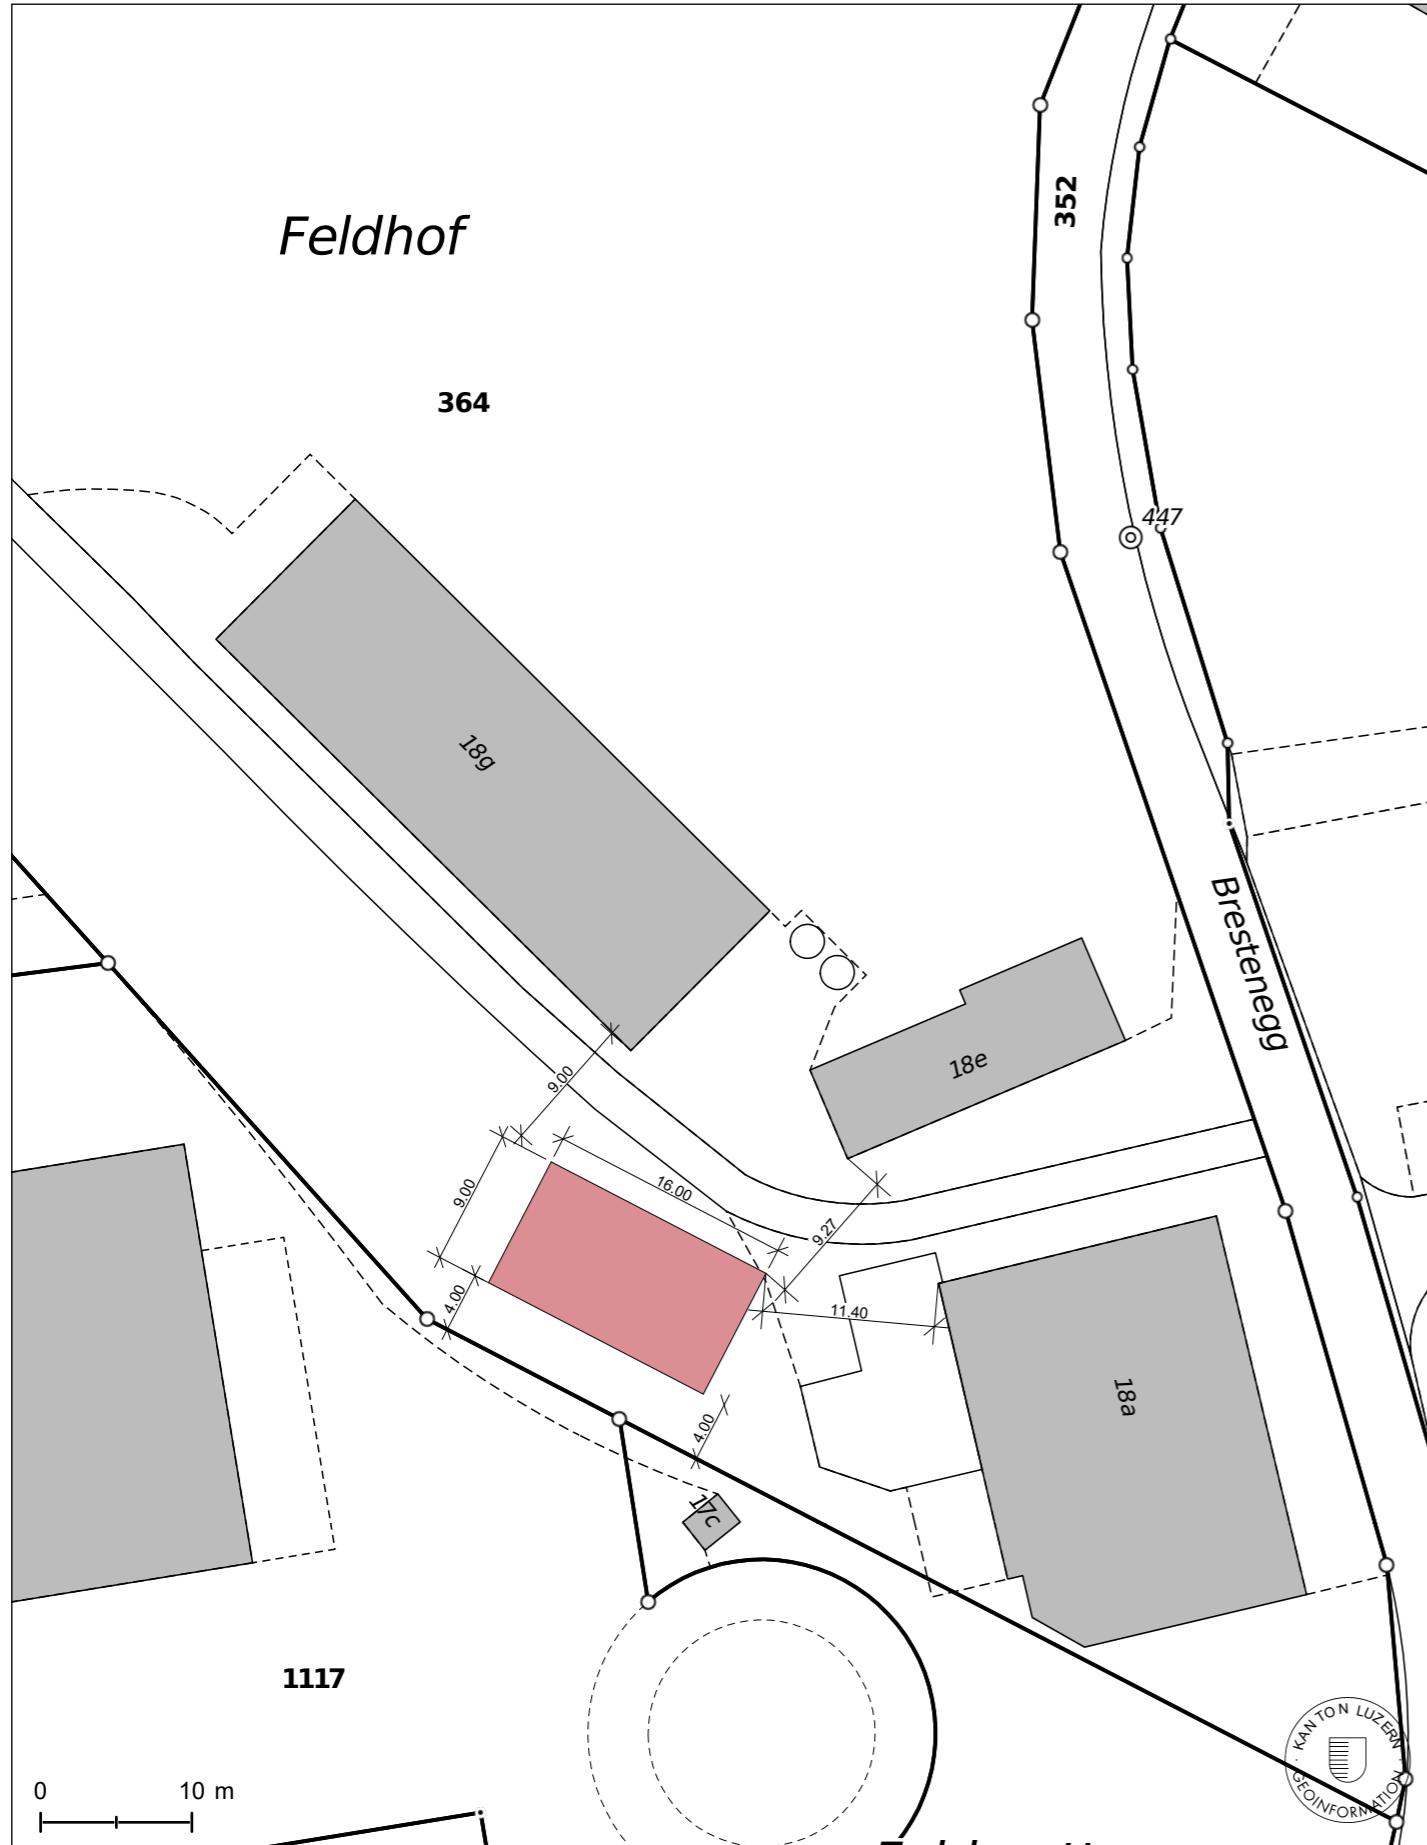 352
Feldhof
364
447
18g
Brestenegg
18e
9.00
16.00
9.00
9.27
4.00
11.40
18a
4.00
17c
1117
KANTON LUZERN
GEOINFORMATION
0 10 m